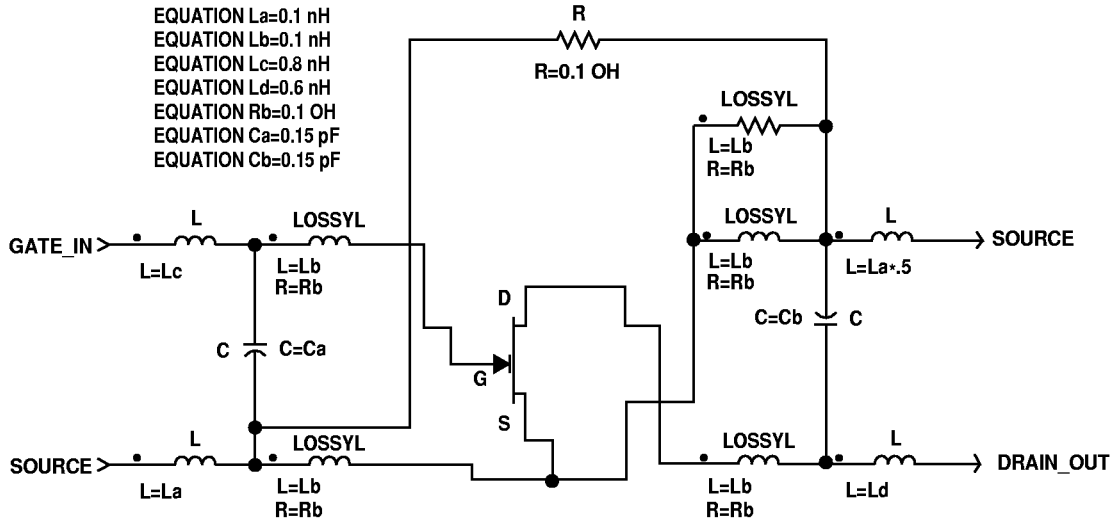 EQUATION La=0.1 nH
EQUATION Lb=0.1 nH
EQUATION Lc=0.8 nH
EQUATION Ld=0.6 nH
EQUATION Rb=0.1 OH
EQUATION Ca=0.15 pF
EQUATION Cb=0.15 pF
R
R=0.1 OH
LOSSYL
L=Lb
R=Rb
L
LOSSYL
LOSSYL
L
GATE_IN
SOURCE
L=Lc
L=Lb
R=Rb
L=Lb
R=Rb
L=La*.5
D
C=Cb
C
C
C=Ca
G
S
L
LOSSYL
LOSSYL
L
SOURCE
DRAIN_OUT
L=La
L=Lb
R=Rb
L=Lb
R=Rb
L=Ld